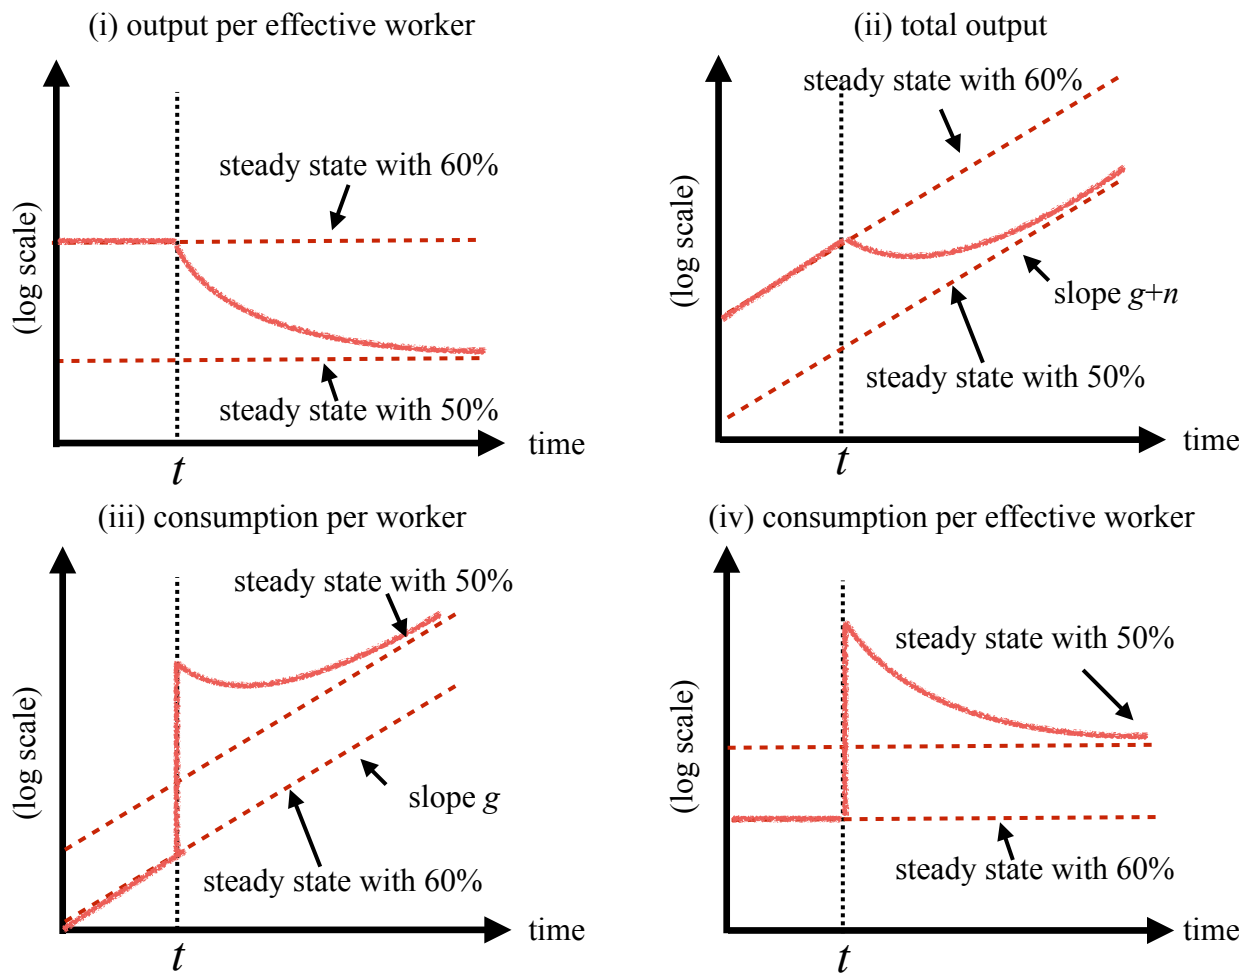 (i) output per effective worker
(log scale)
steady state with 60%
steady state with 50%
time
t
(ii) total output
(log scale)
steady state with 60%
slope g+n
steady state with 50%
time
t
(iii) consumption per worker
(log scale)
steady state with 50%
slope g
steady state with 60%
time
t
(iv) consumption per effective worker
(log scale)
steady state with 50%
steady state with 60%
time
t